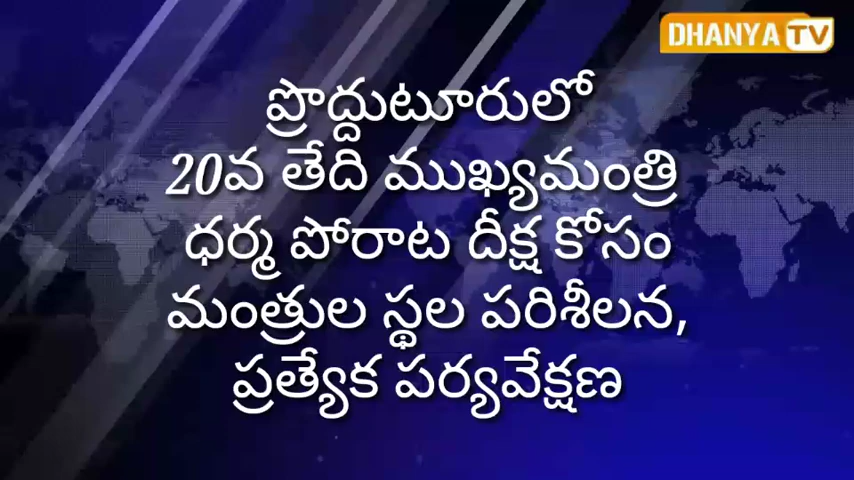 DHANYA TV
ప్రొద్దుటూరులో
20వ తేది ముఖ్యమంత్రి
ధర్మ పోరాట దీక్ష కోసం
మంత్రుల స్థల పరిశీలన,
ప్రత్యేక పర్యవేక్షణ